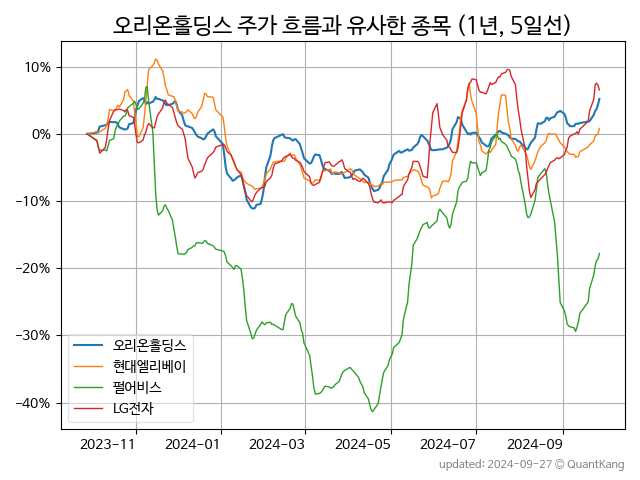 오리온홀딩스 주가 흐름과 유사한 종목 (1년, 5일선)
10%
0%
−10%
−20%
−30%
−40%
오리온홀딩스
현대엘리베이
펄어비스
LG전자
2023−11
2024−01
2024−03
2024−05
2024−07
2024−09
updated: 2024-09-27 © QuantKang